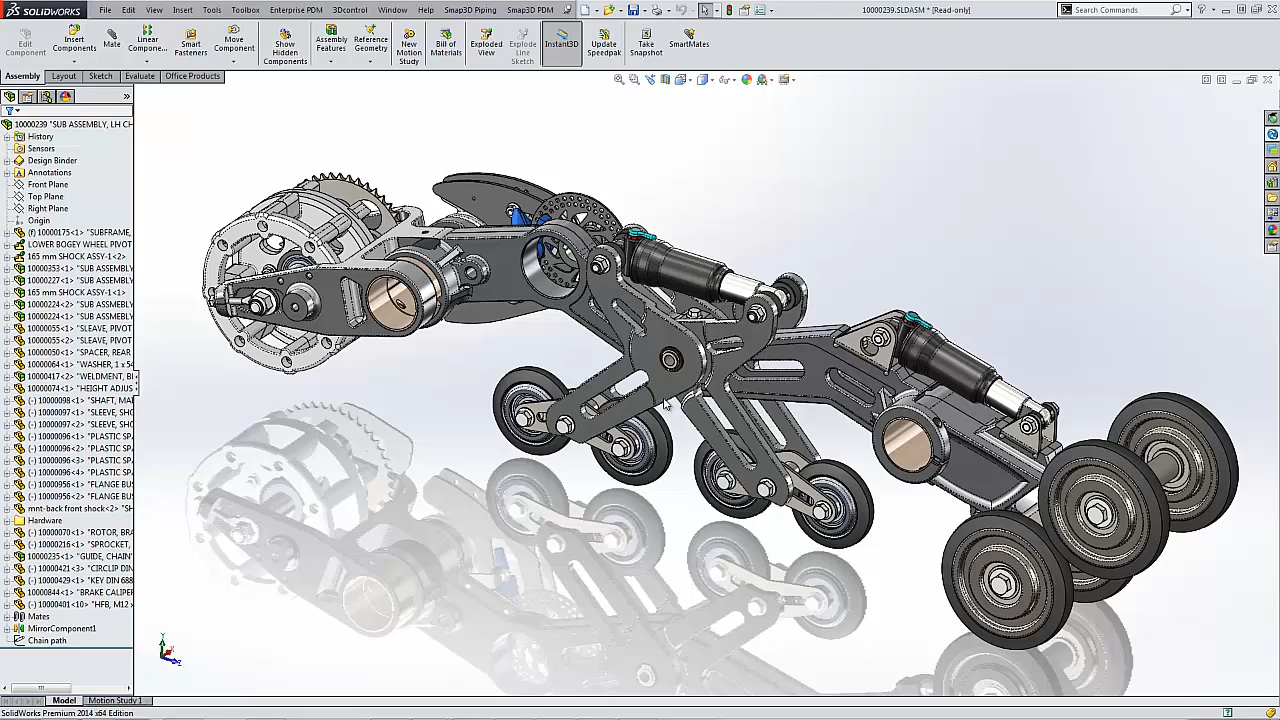 SOLIDWORKS File Edit View Insert Tools Toolbox Enterprise PDM 3Dcontrol Window Help Smap3D Piping Smap3D PDM 10000239.SLDASM * [Read-only] Search Commands
Edit Component
Insert Components
Mate
Linear Compone...
Smart Fasteners
Move Component
Show Hidden Components
Assembly Features
Reference Geometry
New Motion Study
Bill of Materials
Exploded View
Explode Line Sketch
Instant3D
Update Speedpak
Take Snapshot
SmartMates
Assembly Layout Sketch Evaluate Office Products
10000239 "SUB ASSEMBLY, LH CH
History
Sensors
Design Binder
Annotations
Front Plane
Top Plane
Right Plane
Origin
(f) 10000175<1> "SUBFRAME,
LOWER BOGEY WHEEL PIVOT
165 mm SHOCK ASSY-1<2>
10000353<1> "SUB ASSEMBLY
10000227<1> "SUB ASSEMBLY
165 mm SHOCK ASSY-1<1>
10000224<2> "SUB ASSEMBLY
10000224<1> "SUB ASSEMBLY
10000055<1> "SLEAVE, PIVOT
10000055<2> "SLEAVE, PIVOT
10000050<1> "SPACER, REAR
10000064<1> "WASHER, 1 x 5
10000417<2> "WELDMENT, B
10000074<1> "HEIGHT ADJUS
(-) 10000098<1> "SHAFT, MA
(-) 10000097<1> "SLEEVE, SHO
(-) 10000097<2> "SLEEVE, SHO
(-) 10000096<1> "PLASTIC SP
(-) 10000096<2> "PLASTIC SP
(-) 10000096<3> "PLASTIC SP
(-) 10000096<4> "PLASTIC SP
(-) 10000956<1> "FLANGE BUS
(-) 10000956<2> "FLANGE BUS
mnt-back front shock<2> "
Hardware
(-) 10000070<1> "ROTOR, BRA
(-) 10000216<1> "SPROCKET,
10000235<1> "GUIDE, CHAIN"
(-) 10000421<3> "CIRCLIP DIN
(-) 10000429<1> "KEY DIN 688
10000844<1> "BRAKE CALIPER
(-) 10000401<10> "HFB, M12 x
Mates
MirrorComponent1
Chain path
Model Motion Study 1
SolidWorks Premium 2014 x64 Edition